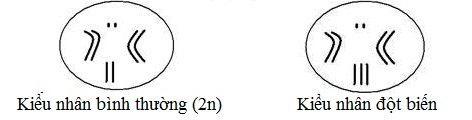 Kiểu nhân bình thường (2n) Kiểu nhân đột biến